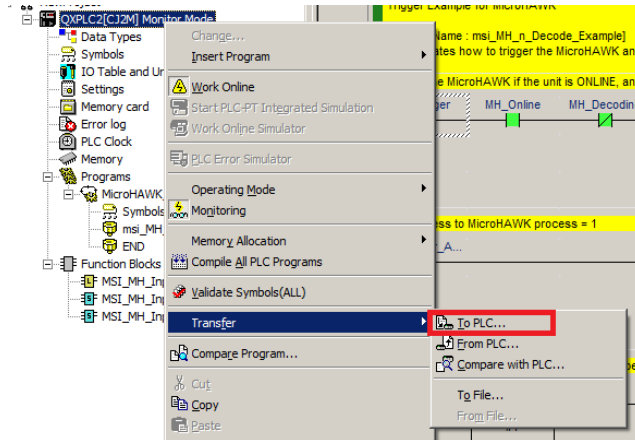 QXPLC2[CJ2M] Monitor Mode
Data Types
Symbols
IO Table and Un
Settings
Memory card
Error log
PLC Clock
Memory
Programs
MicroHAWK_
Symbols
msi_MH_
END
Function Blocks
MSI_MH_Inp
MSI_MH_Inp
MSI_MH_Inp
Change...
Insert Program
Work Online
Start PLC-PT Integrated Simulation
Work Online Simulator
PLC Error Simulator
Operating Mode
Monitoring
Memory Allocation
Compile All PLC Programs
Validate Symbols(ALL)
Transfer
Compare Program...
Cut
Copy
Paste
To PLC...
From PLC...
Compare with PLC...
To File...
From File...
Trigger Example for MicroHAWK
Name : msi_MH_n_Decode_Example]
ates how to trigger the MicroHAWK an
e MicroHAWK if the unit is ONLINE, an
ger MH_Online MH_Decodin
ess to MicroHAWK process = 1
_A...